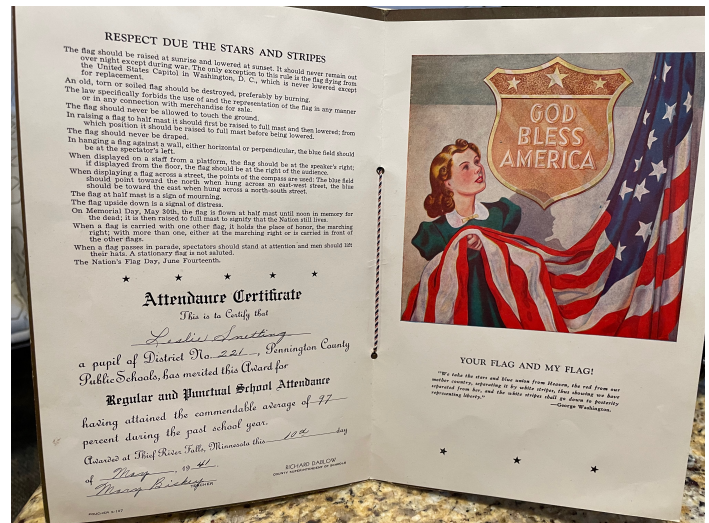 RESPECT DUE THE STARS AND STRIPES
The flag should be raised at sunrise and lowered at sunset. It should never remain out
over night except during war. The only exception to this rule is the flag flying from
the United States Capitol in Washington, D. C., which is never lowered except
for replacement.
An old, torn or soiled flag should be destroyed, preferably by burning.
The law specifically forbids the use of and the representation of the flag in any manner
or in any connection with merchandise for sale.
The flag should never be allowed to touch the ground.
In raising a flag to half mast it should first be raised to full mast and then lowered; from
which position it should be raised to full mast before being lowered.
The flag should never be draped.
In hanging a flag against a wall, either horizontal or perpendicular, the blue field should
be at the spectator's left.
When displayed on a staff from a platform, the flag should be at the speaker's right;
if displayed from the floor, the flag should be at the right of the audience.
When displaying a flag across a street, the points of the compass are used: The blue field
should point toward the north when hung across an east-west street, the blue
should be toward the east when hung across a north-south street.
The flag at half mast is a sign of mourning.
The flag upside down is a signal of distress.
On Memorial Day, May 30th, the flag is flown at half mast until noon in memory for
the dead; it is then raised to full mast to signify that the Nation still lives.
When a flag is carried with one other flag, it holds the place of honor, the marching
right; with more than one, either at the marching right or is carried in front of
the other flags.
When a flag passes in parade, spectators should stand at attention and men should lift
their hats. A stationary flag is not saluted.
The Nation's Flag Day, June Fourteenth.
Attendance Certificate
This is to Certify that
Leslie
a pupil of District No. 221, Pennington County
Public Schools, has merited this Award for
Regular and Punctual School Attendance
having attained the commendable average of 97
percent during the past school year.
Awarded at Thief River Falls, Minnesota this 10th day
of May, 1941
Mary
TEACHER
RICHARD DABLOW
COUNTY SUPERINTENDENT OF SCHOOLS
GOD
BLESS
AMERICA
YOUR FLAG AND MY FLAG!
"We take the stars and blue union from Heaven, the red from our
mother country, separating it by white stripes, thus showing we have
separated from her, and the white stripes shall go down to posterity
representing liberty."
—George Washington.